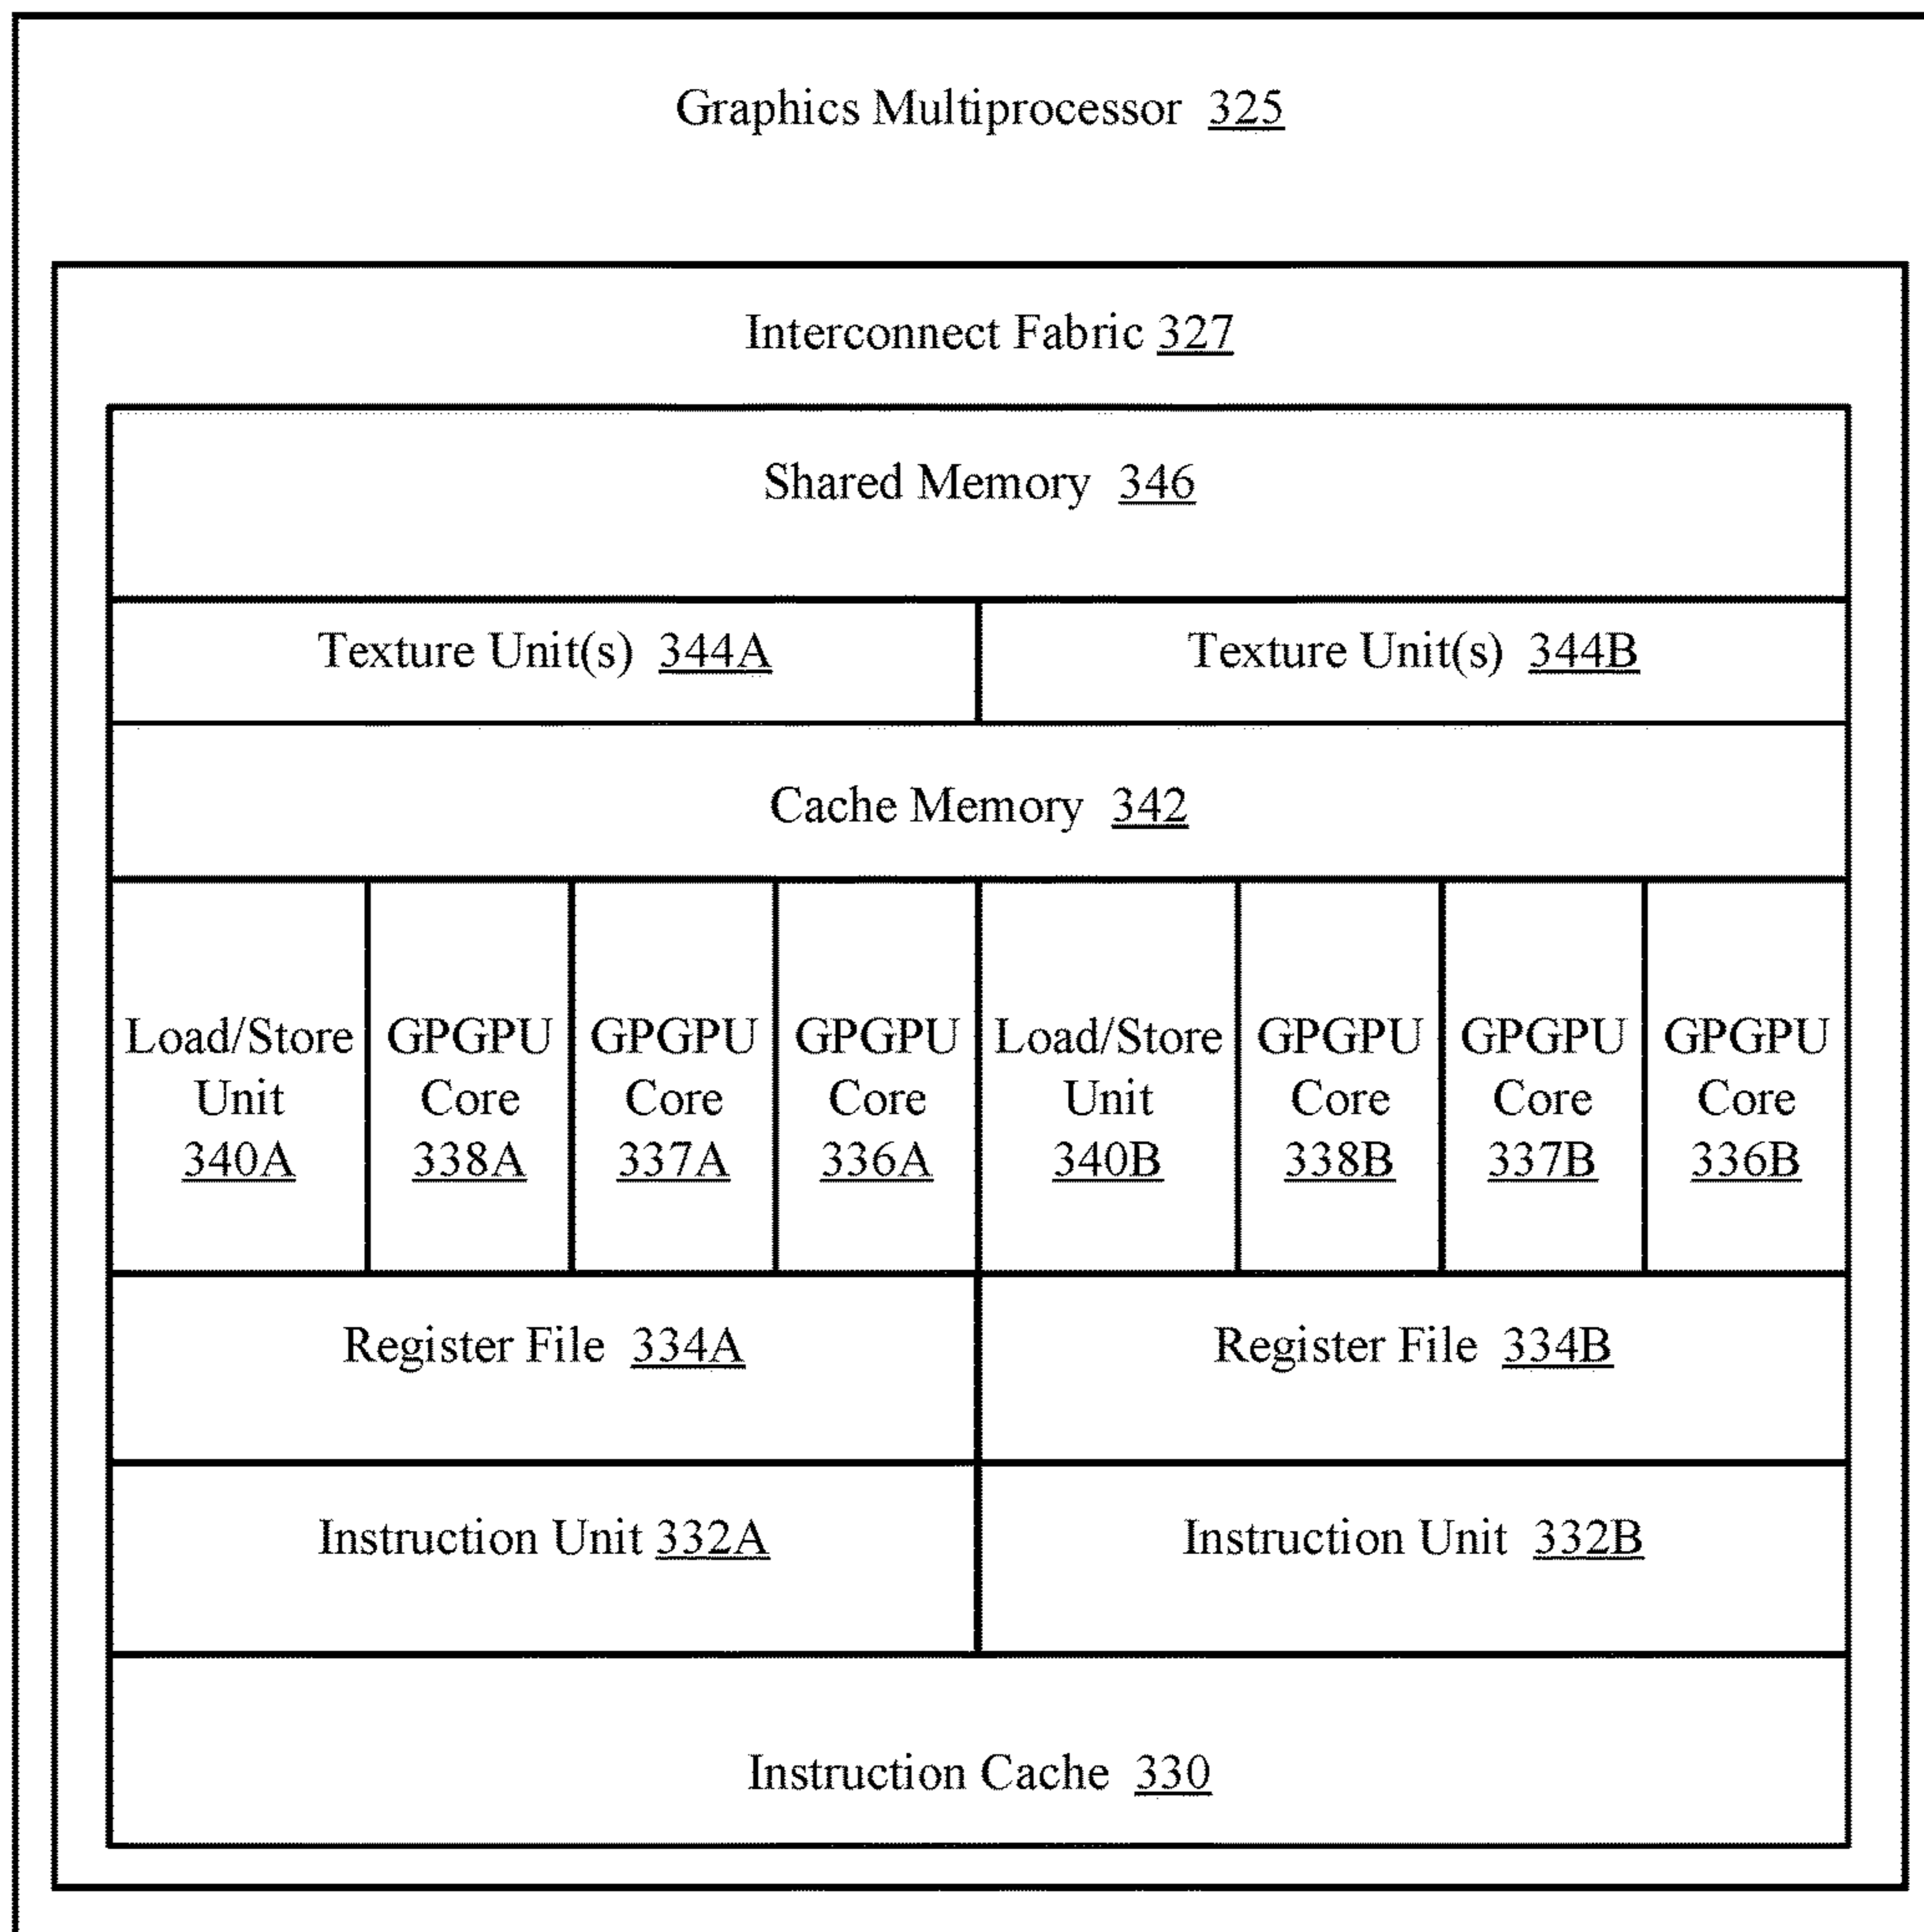 Graphics Multiprocessor 325
Interconnect Fabric 327
Shared Memory 346
Texture Unit(s) 344A
Texture Unit(s) 344B
Cache Memory 342
Load/Store
Unit
340A
GPGPU
Core
338A
GPGPU
Core
337A
GPGPU
Core
336A
Load/Store
Unit
340B
GPGPU
Core
338B
GPGPU
Core
337B
GPGPU
Core
336B
Register File 334A
Register File 334B
Instruction Unit 332A
Instruction Unit 332B
Instruction Cache 330